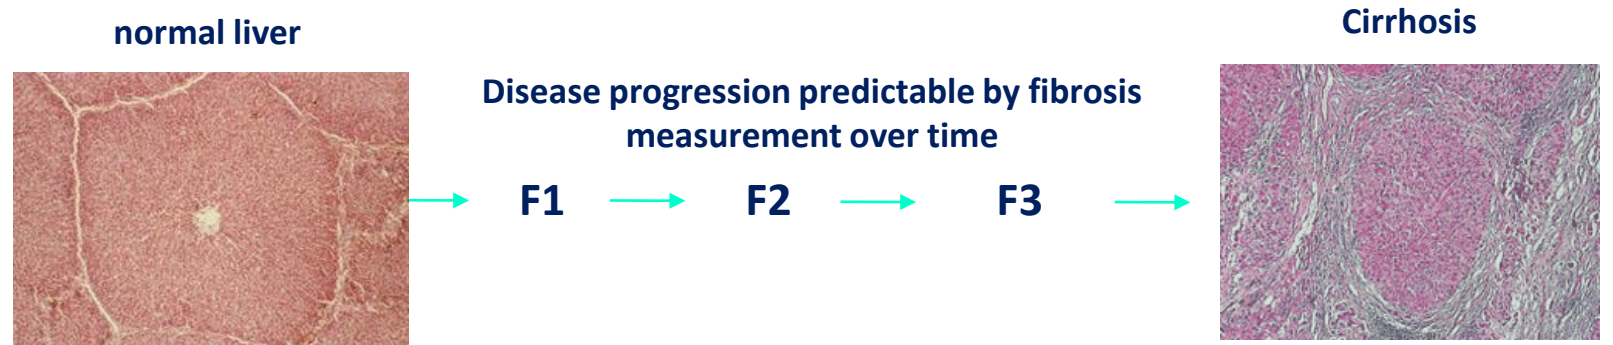 normal liver
Cirrhosis
Disease progression predictable by fibrosis
measurement over time
F1
F2
F3